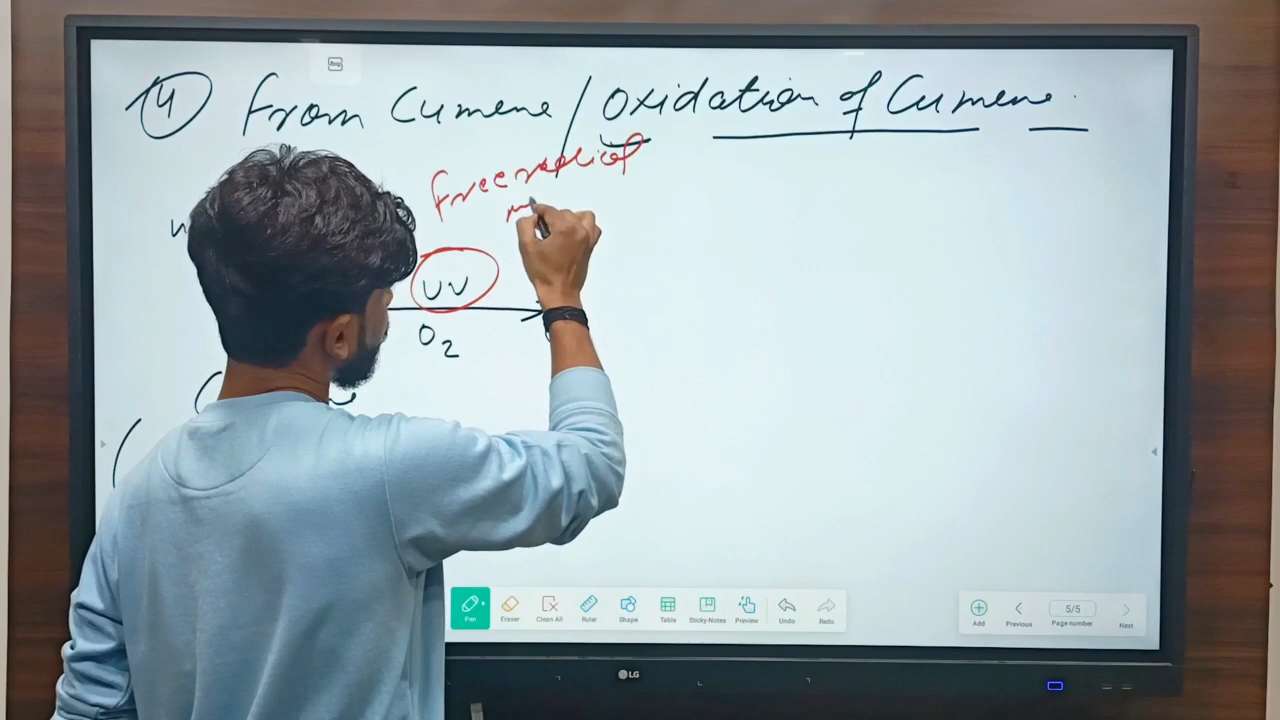 4 From Cumene / Oxidation of Cumene.
Free radical
UV
O2
Pen Eraser Clean All Ruler Shape Table Sticky Notes Preview Undo Redo
Add Previous 5/5 Page number Next
LG